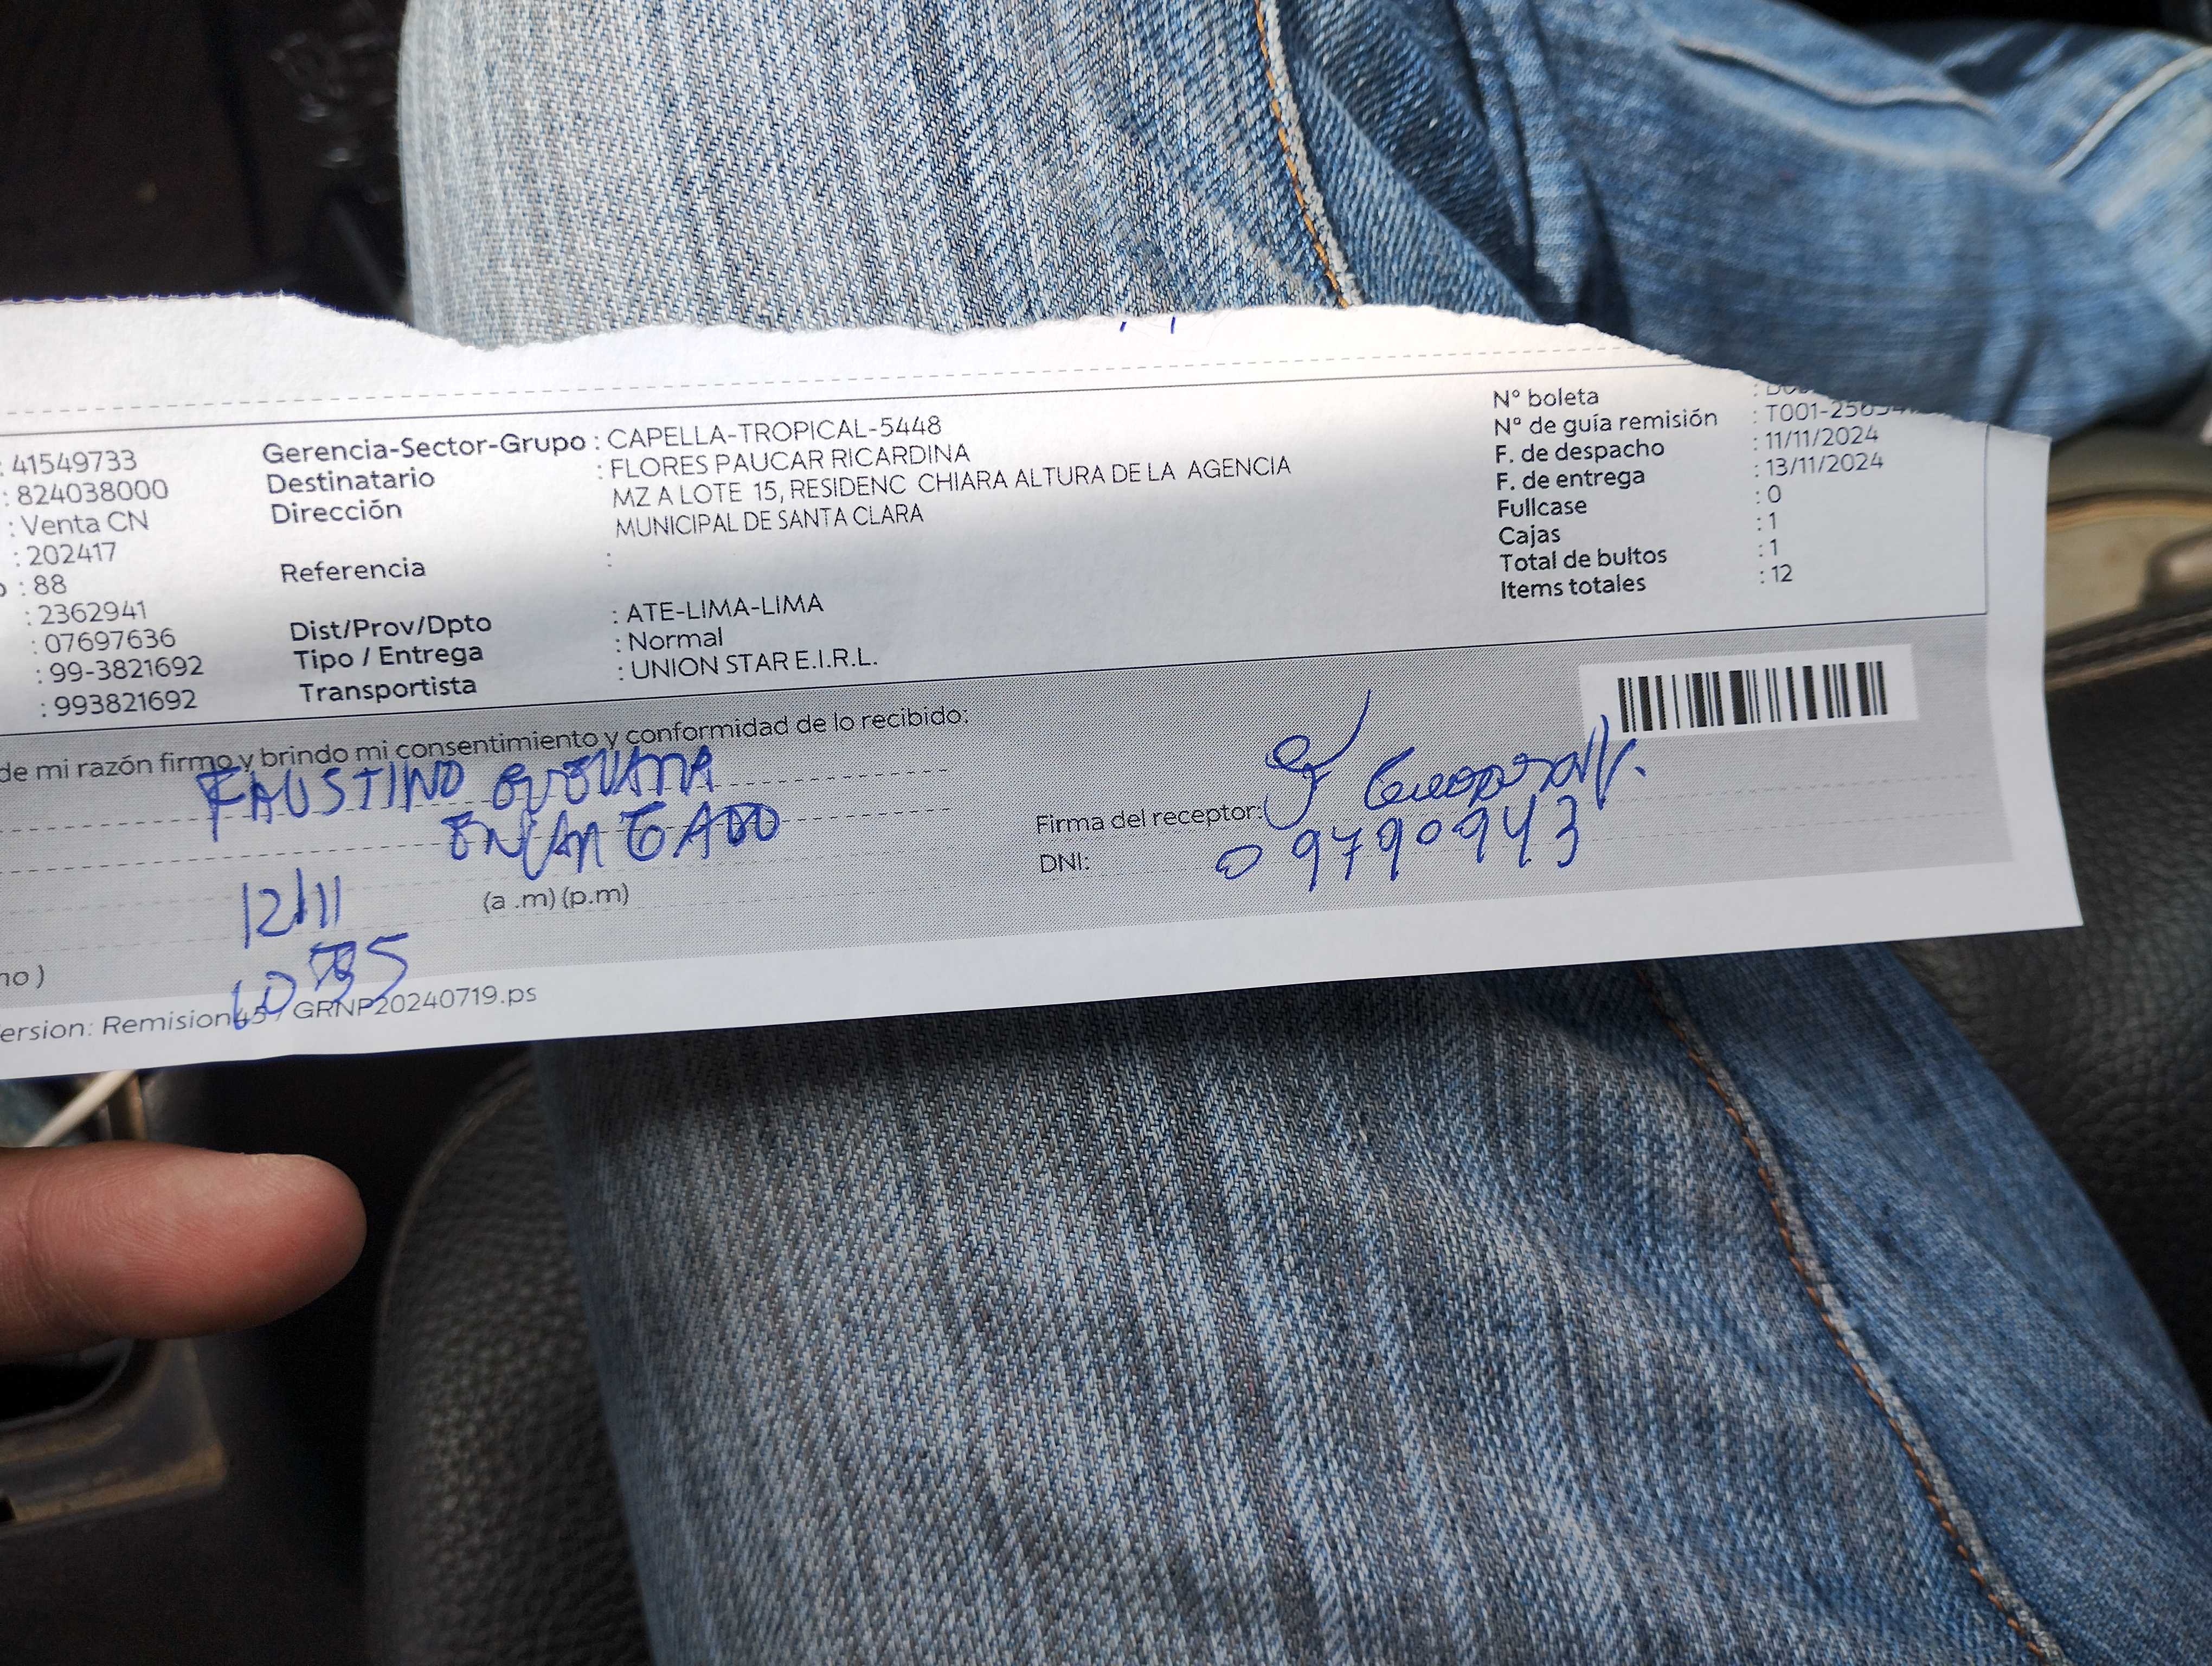 : 41549733
: 824038000
: Venta CN
: 202417
: 88
: 2362941
: 07697636
: 99-3821692
: 993821692
Gerencia-Sector-Grupo : CAPELLA-TROPICAL-5448
Destinatario : FLORES PAUCAR RICARDINA
Dirección MZ A LOTE 15, RESIDENC CHIARA ALTURA DE LA AGENCIA
MUNICIPAL DE SANTA CLARA
Referencia :
Dist/Prov/Dpto : ATE-LIMA-LIMA
Tipo / Entrega : Normal
Transportista : UNION STAR E.I.R.L.
N° boleta :
N° de guía remisión : T001-
F. de despacho : 11/11/2024
F. de entrega : 13/11/2024
Fullcase : 0
Cajas : 1
Total de bultos : 1
Items totales : 12
de mi razón firmo y brindo mi consentimiento y conformidad de lo recibido:
FAUSTINO
ENCARGADO
Firma del receptor:
DNI: 09790943
12/11
(a .m) (p.m)
no )
ersion: Remision45 / GRNP20240719.ps